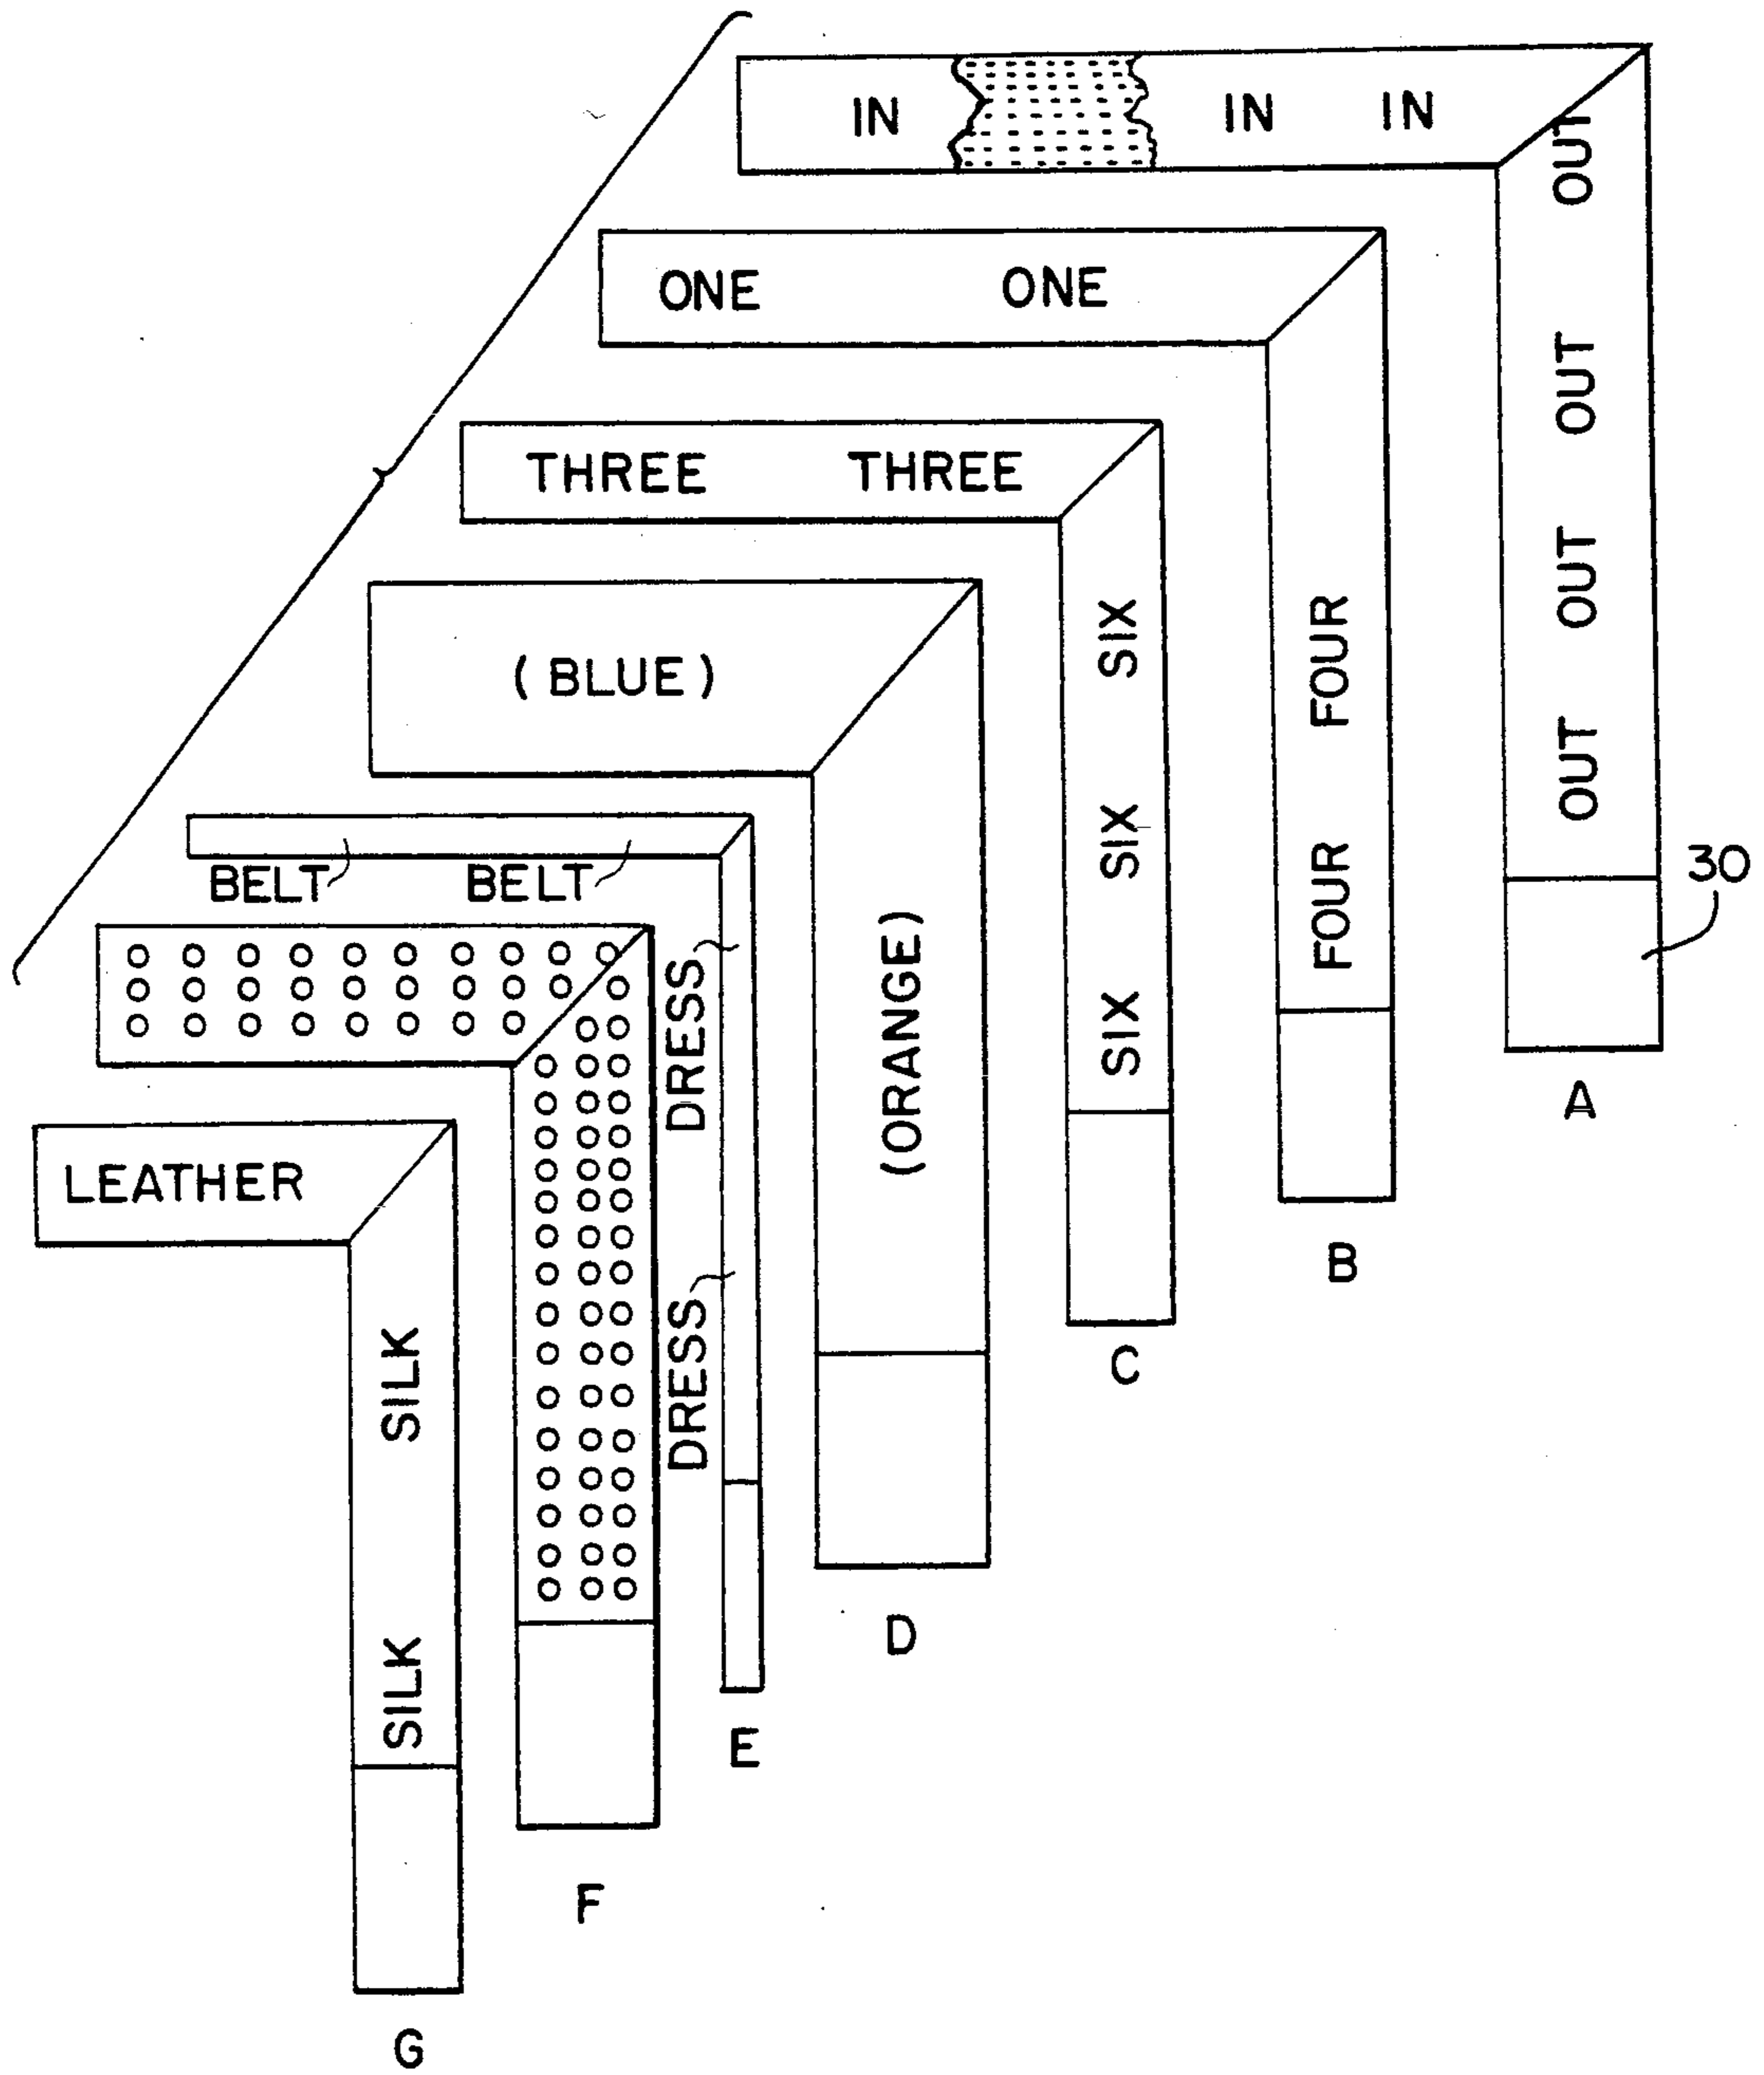 IN IN IN
OUT OUT OUT OUT
30
A
ONE ONE
FOUR FOUR
B
THREE THREE
SIX SIX SIX
C
(BLUE)
(ORANGE)
D
BELT BELT
DRESS DRESS
E
F
LEATHER
SILK SILK
G